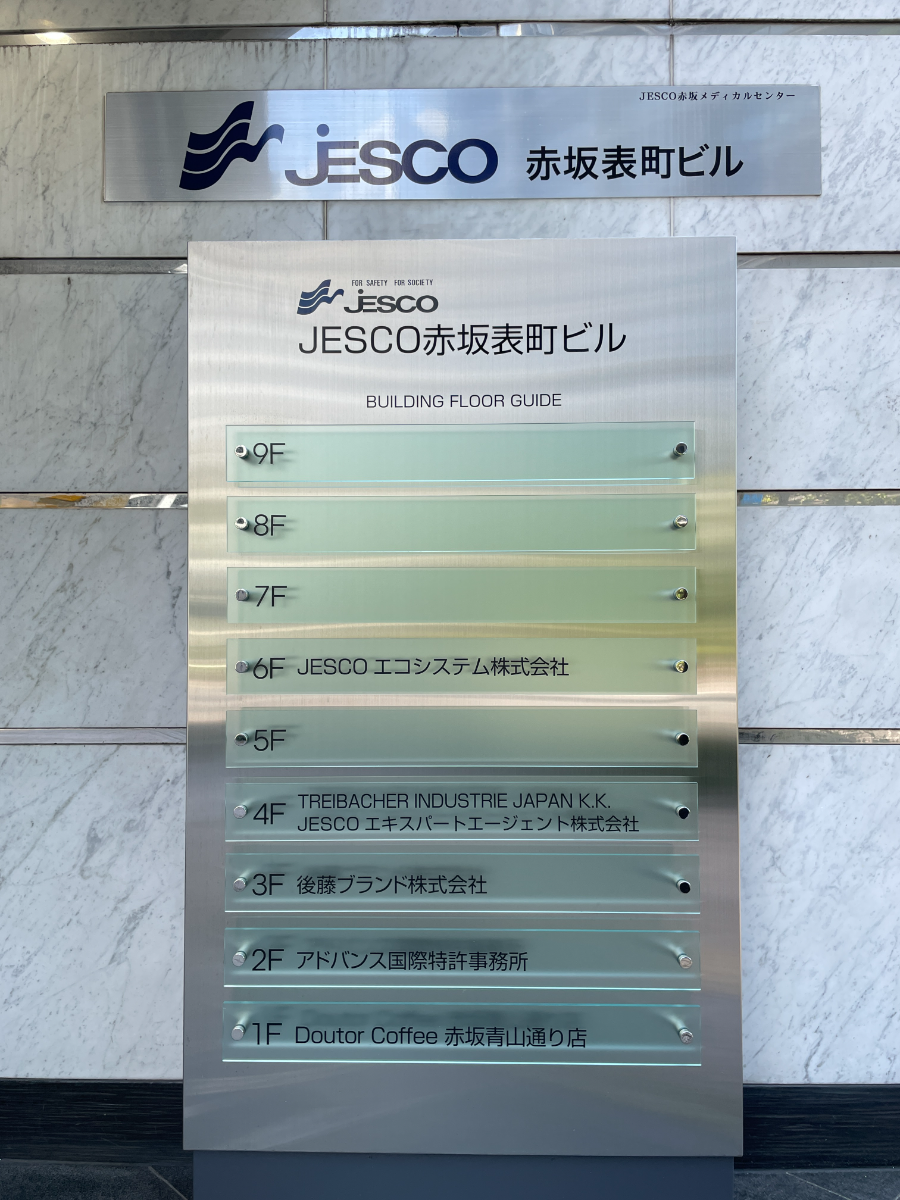 JESCO赤坂メディカルセンター
JESCO 赤坂表町ビル
FOR SAFETY FOR SOCIETY
JESCO
JESCO赤坂表町ビル
BUILDING FLOOR GUIDE
9F
8F
7F
6F JESCO エコシステム株式会社
5F
4F TREIBACHER INDUSTRIE JAPAN K.K.
JESCO エキスパートエージェント株式会社
3F 後藤ブランド株式会社
2F アドバンス国際特許事務所
1F Doutor Coffee 赤坂青山通り店